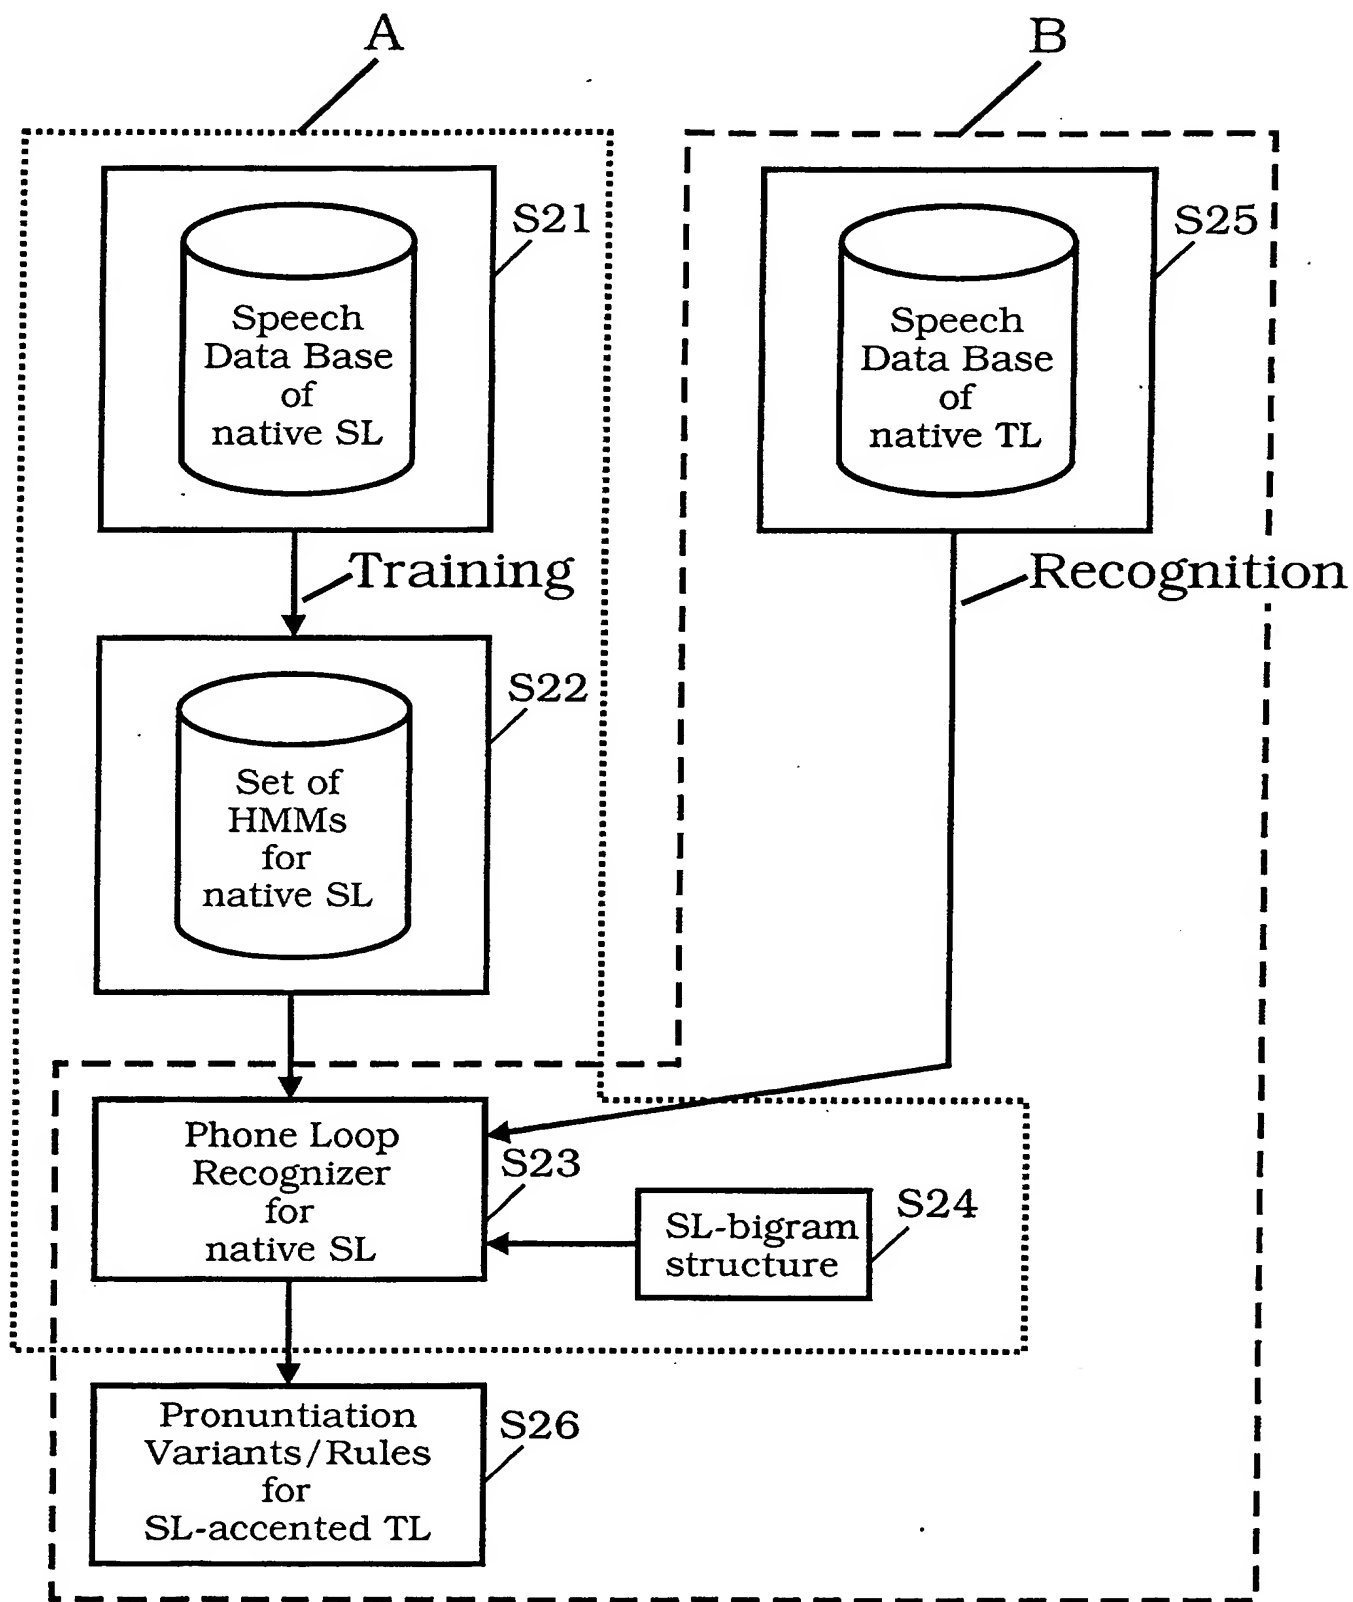 A
B
S21
Speech
Data Base
of
native SL
S25
Speech
Data Base
of
native TL
Training
Recognition
S22
Set of
HMMs
for
native SL
Phone Loop
Recognizer
for
native SL
S23
SL-bigram
structure
S24
Pronuntiation
Variants/Rules
for
SL-accented TL
S26